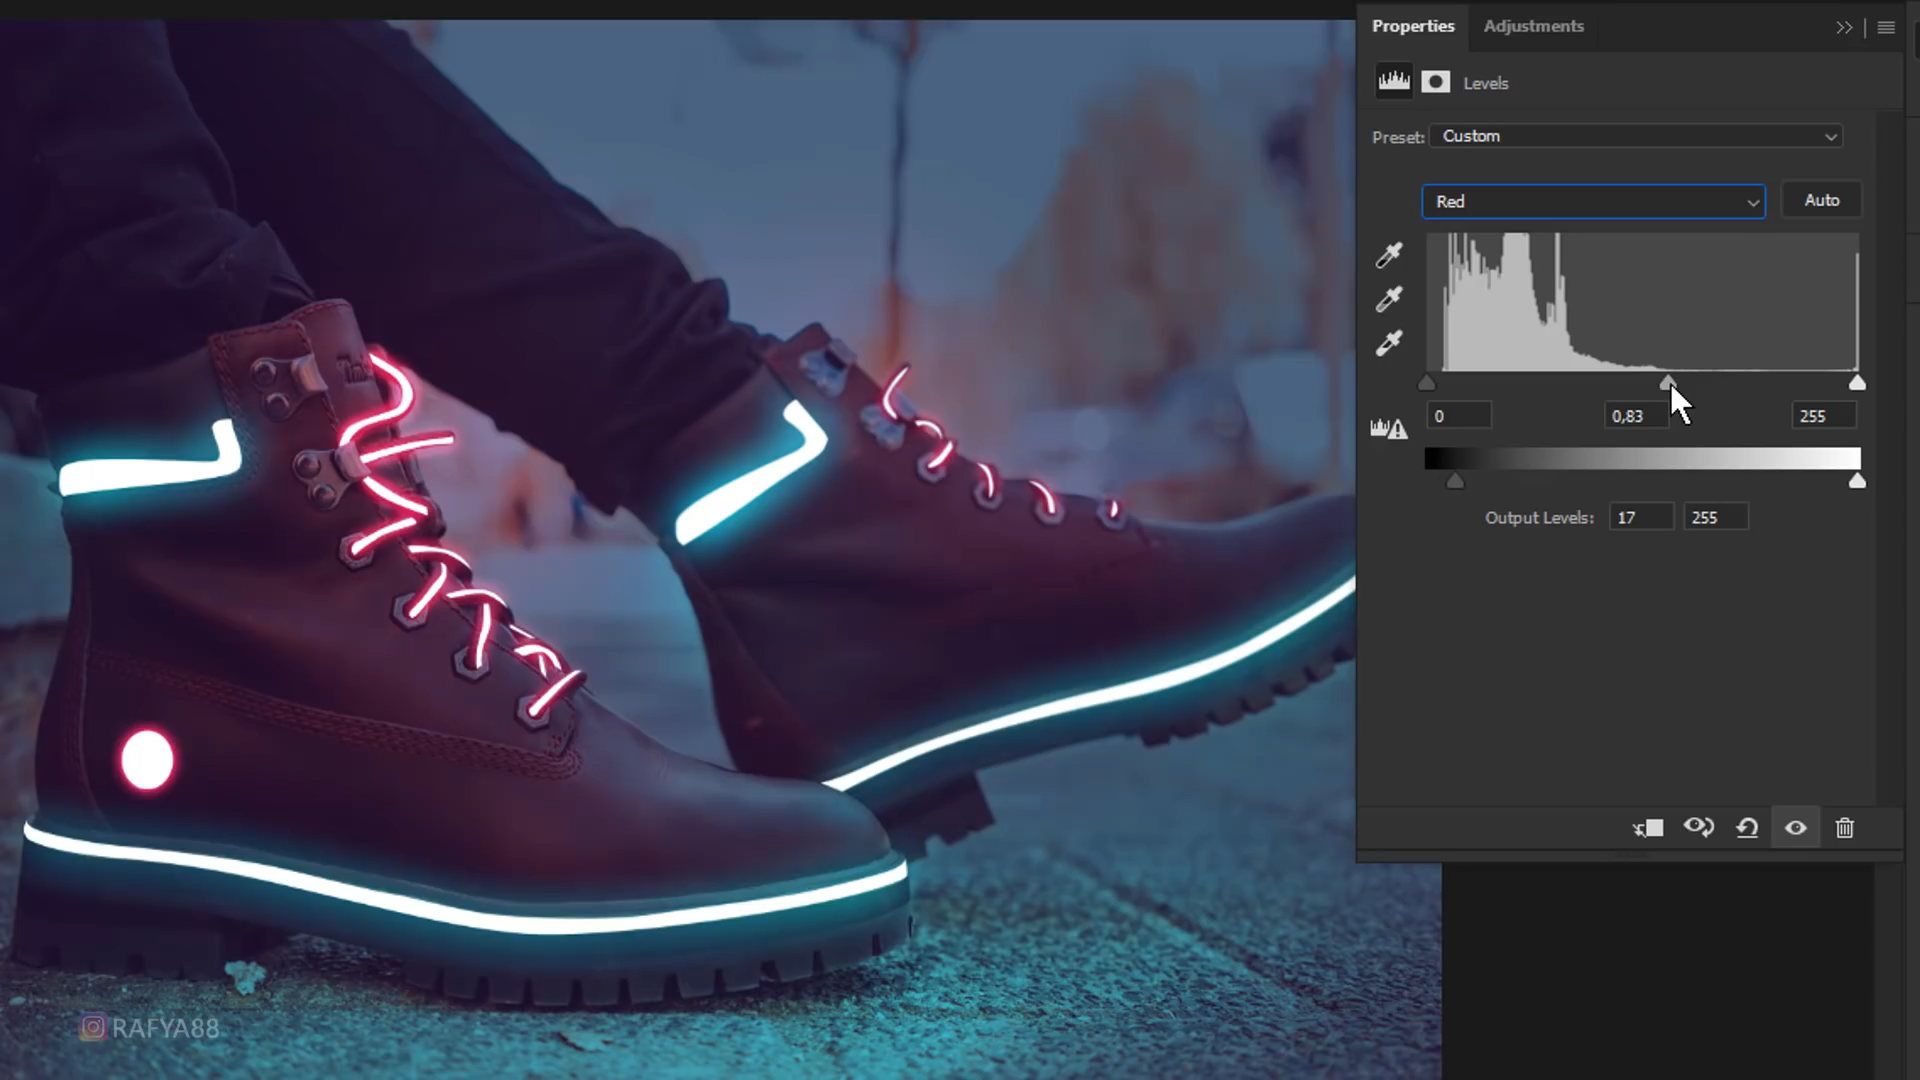 Properties Adjustments
Levels
Preset: Custom
Red Auto
0 0,83 255
Output Levels: 17 255
RAFYA88